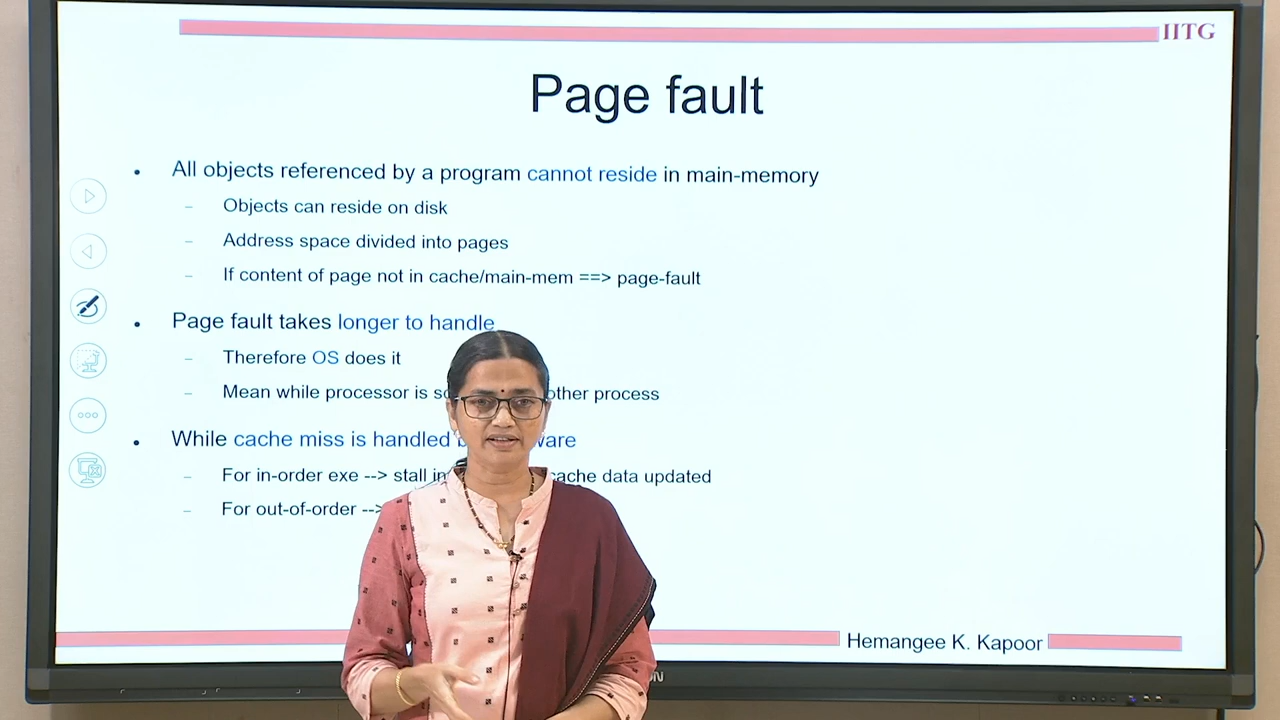 IITG
Page fault
• All objects referenced by a program cannot reside in main-memory
– Objects can reside on disk
– Address space divided into pages
– If content of page not in cache/main-mem ==> page-fault
• Page fault takes longer to handle
– Therefore OS does it
– Mean while processor is other process
• While cache miss is handled
– For in-order exe --> stall cache data updated
– For out-of-order -->
Hemangee K. Kapoor